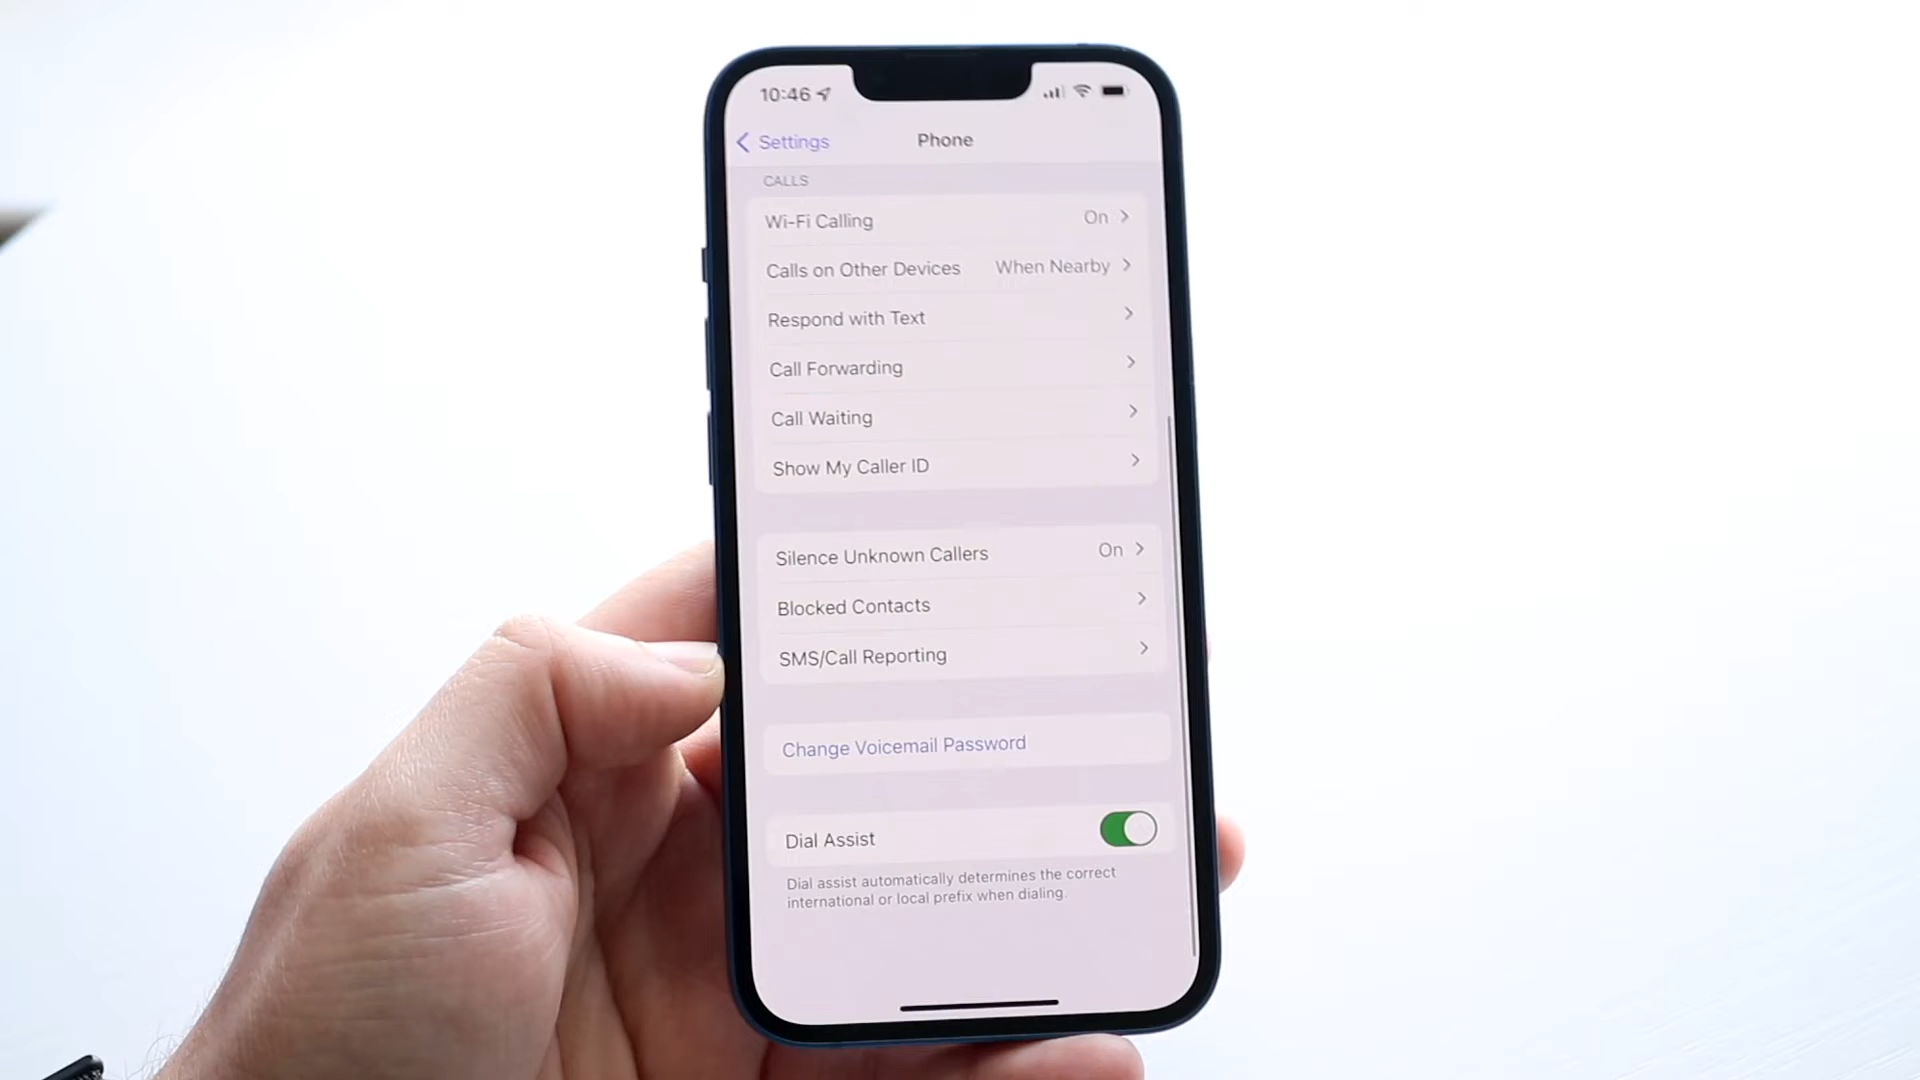 10:46
Settings
Phone
CALLS
Wi-Fi Calling On
Calls on Other Devices When Nearby
Respond with Text
Call Forwarding
Call Waiting
Show My Caller ID
Silence Unknown Callers On
Blocked Contacts
SMS/Call Reporting
Change Voicemail Password
Dial Assist
Dial assist automatically determines the correct
international or local prefix when dialing.